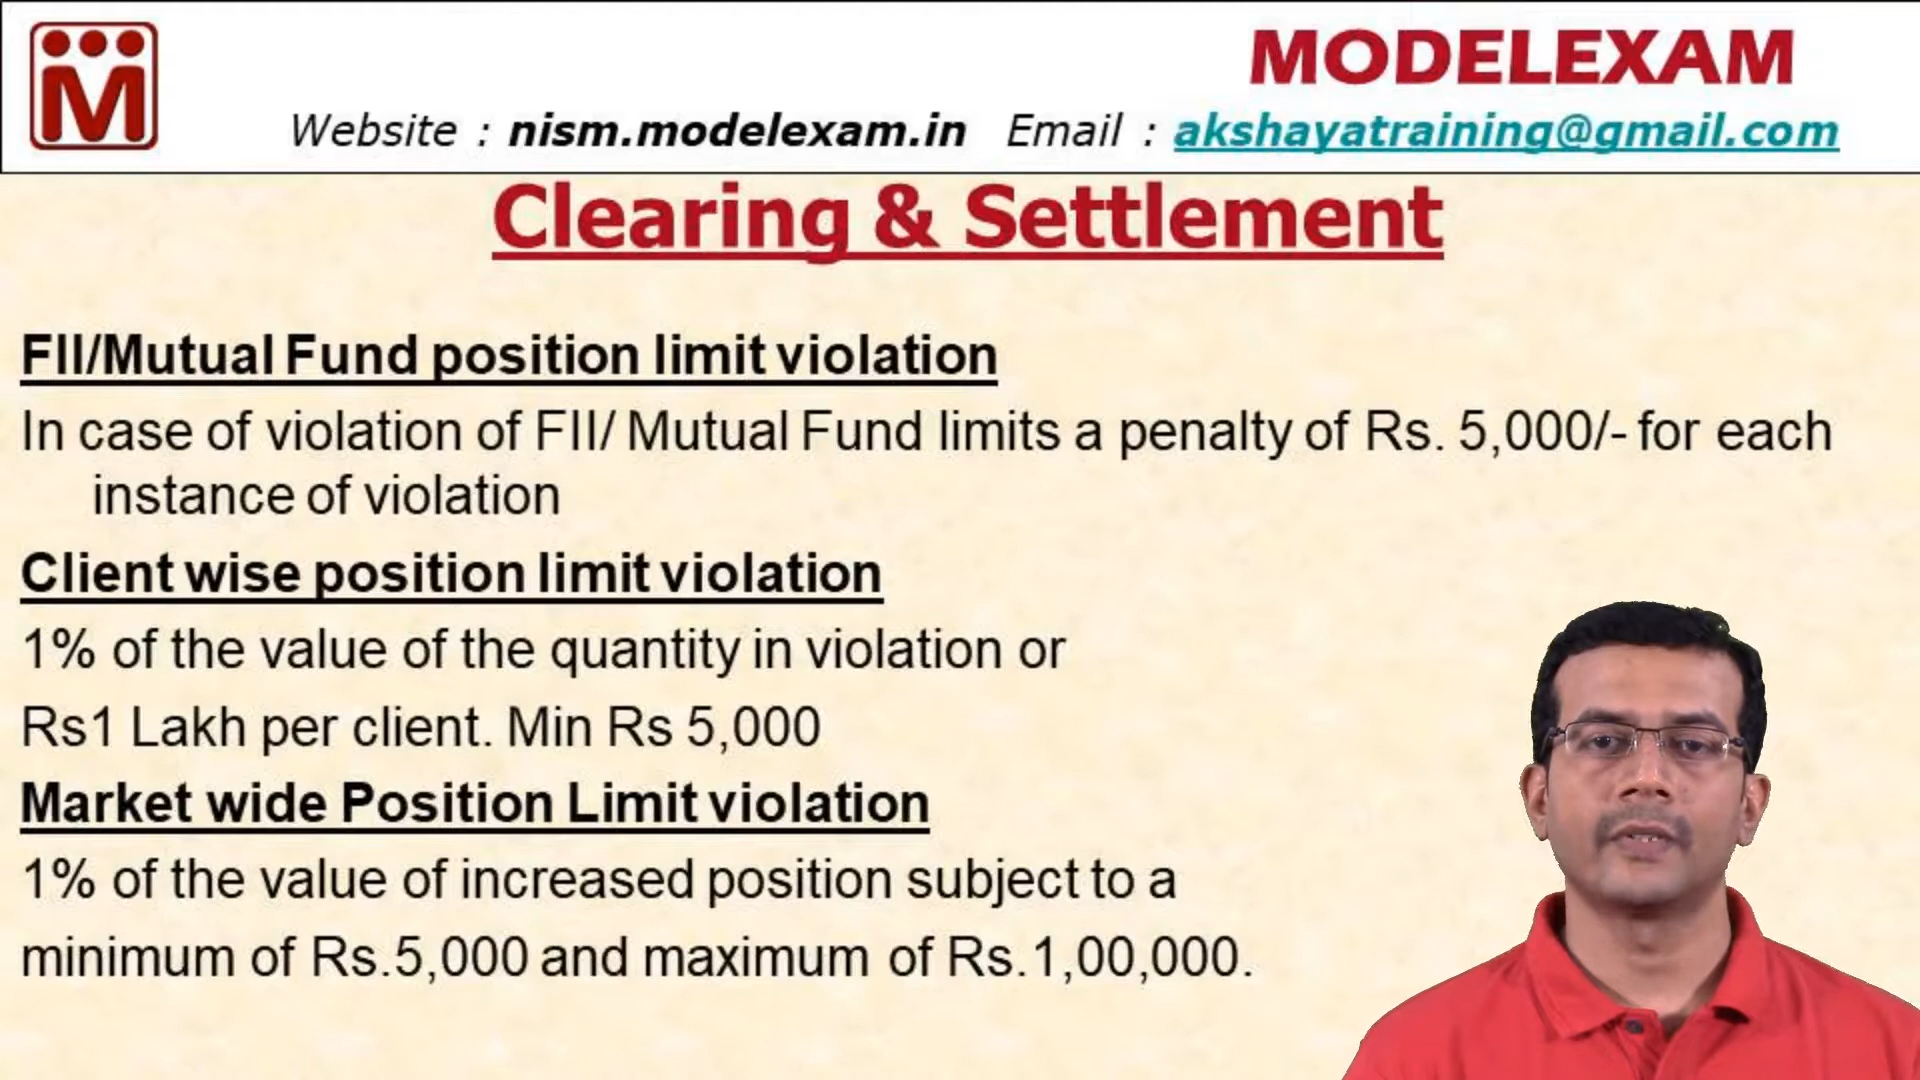 MODELEXAM
M
Website : nism.modelexam.in Email : akshayatraining@gmail.com
Clearing & Settlement
FII/Mutual Fund position limit violation
In case of violation of FII/ Mutual Fund limits a penalty of Rs. 5,000/- for each
instance of violation
Client wise position limit violation
1% of the value of the quantity in violation or
Rs1 Lakh per client. Min Rs 5,000
Market wide Position Limit violation
1% of the value of increased position subject to a
minimum of Rs.5,000 and maximum of Rs.1,00,000.